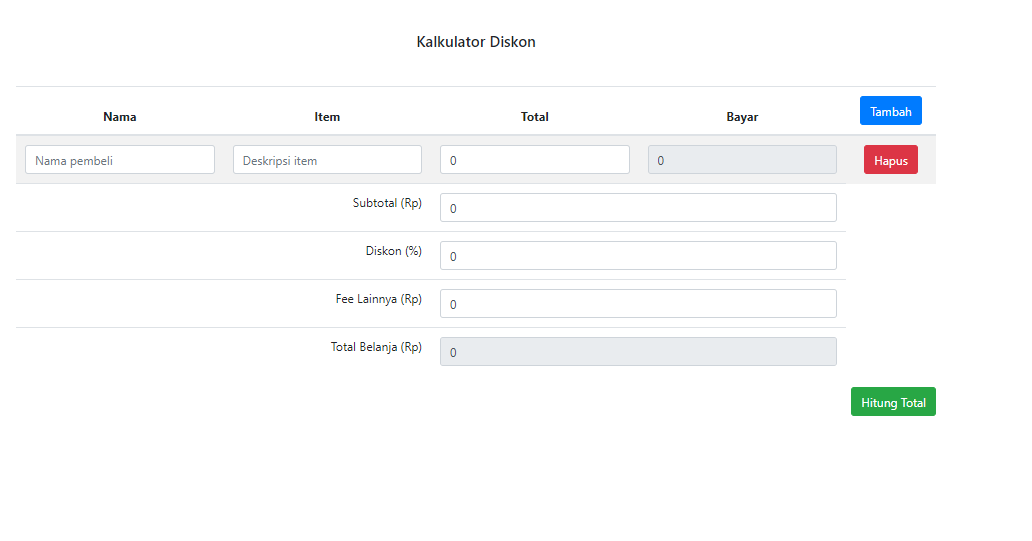 Kalkulator Diskon
Nama Item Total Bayar Tambah
Nama pembeli Deskripsi item 0 0 Hapus
Subtotal (Rp) 0
Diskon (%) 0
Fee Lainnya (Rp) 0
Total Belanja (Rp) 0
Hitung Total